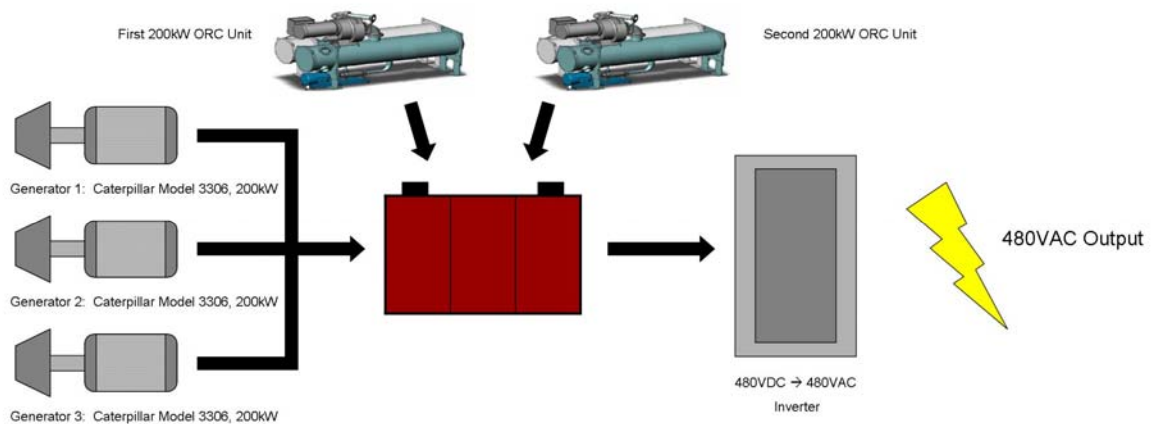 First 200kW ORC Unit
Second 200kW ORC Unit
Generator 1: Caterpillar Model 3306, 200kW
Generator 2: Caterpillar Model 3306, 200kW
Generator 3: Caterpillar Model 3306, 200kW
480VDC → 480VAC
Inverter
480VAC Output